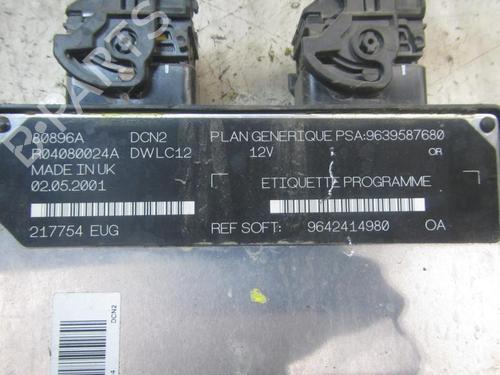 80896A DCN2 PLAN GENERIQUE PSA:9639587680
R04080024A DWLC12 12V OR
MADE IN UK
02.05.2001 ETIQUETTE PROGRAMME
217754 EUG REF SOFT: 9642414980 OA
DCN2